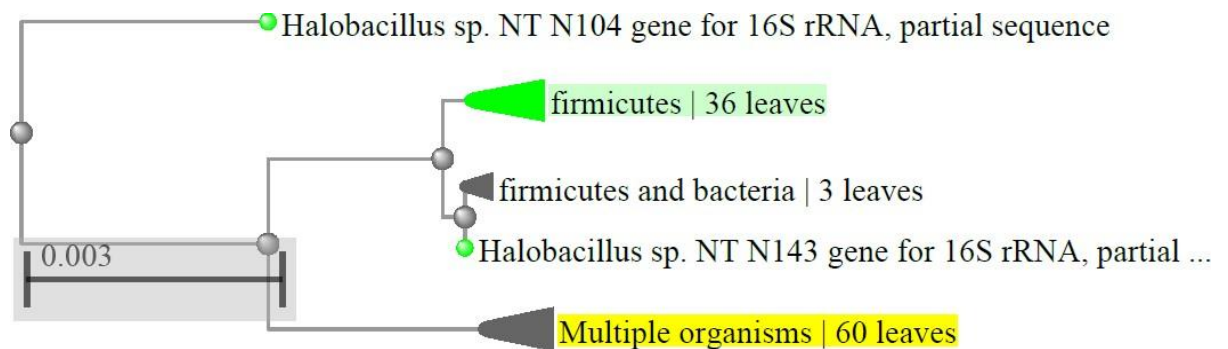 Halobacillus sp. NT N104 gene for 16S rRNA, partial sequence
firmicutes | 36 leaves
firmicutes and bacteria | 3 leaves
0.003
Halobacillus sp. NT N143 gene for 16S rRNA, partial ...
Multiple organisms | 60 leaves